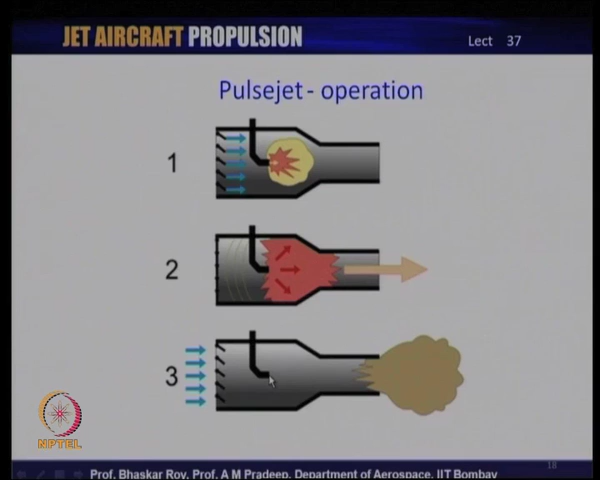 JET AIRCRAFT PROPULSION
Lect 37
Pulsejet - operation
1
2
3
NPTEL
18
Prof. Bhaskar Roy, Prof. A M Pradeep, Department of Aerospace, IIT Bombay